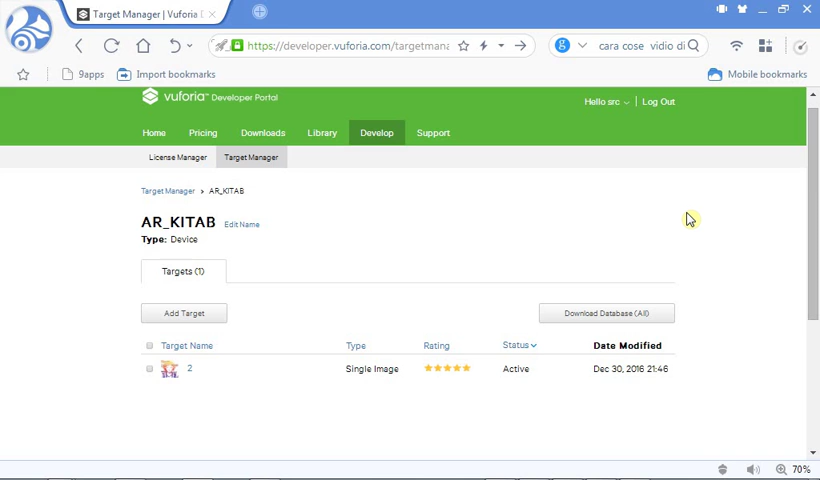 Target Manager | Vuforia D
https://developer.vuforia.com/targetmana
g
cara cose vidio di
9apps
Import bookmarks
Mobile bookmarks
vuforia™ Developer Portal
Hello src
Log Out
Home
Pricing
Downloads
Library
Develop
Support
License Manager
Target Manager
Target Manager > AR_KITAB
AR_KITAB Edit Name
Type: Device
Targets (1)
Add Target
Download Database (All)
Target Name Type Rating Status Date Modified
2 Single Image Active Dec 30, 2016 21:46
70%